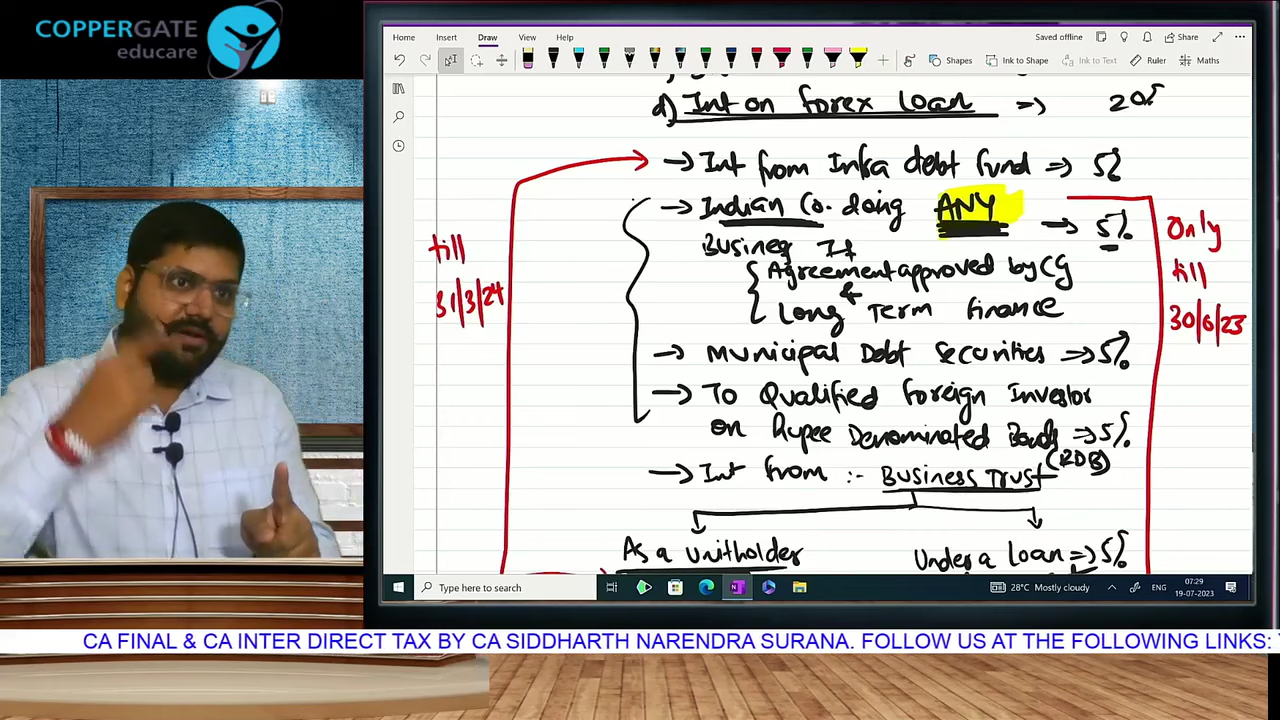 COPPERGATE
educare
Home Insert Draw View Help
Saved offline Share
Shapes Ink to Shape Ink to Text Ruler Maths
d) Int on forex loan => 20%
→ Int from Infra debt fund => 5%
→ Indian Co. doing ANY → 5%
Business If
Agreement approved by CG
&
Long Term finance
→ Municipal Debt Securities => 5%
→ To Qualified Foreign Investor
on Rupee Denominated Bonds => 5%
(RDB)
→ Int from :- Business Trust
As a unitholder Under a loan => 5%
till
31/3/24
Only
till
30/6/23
Type here to search
28°C Mostly cloudy
ENG
07:29
19-07-2023
CA FINAL & CA INTER DIRECT TAX BY CA SIDDHARTH NARENDRA SURANA. FOLLOW US AT THE FOLLOWING LINKS: